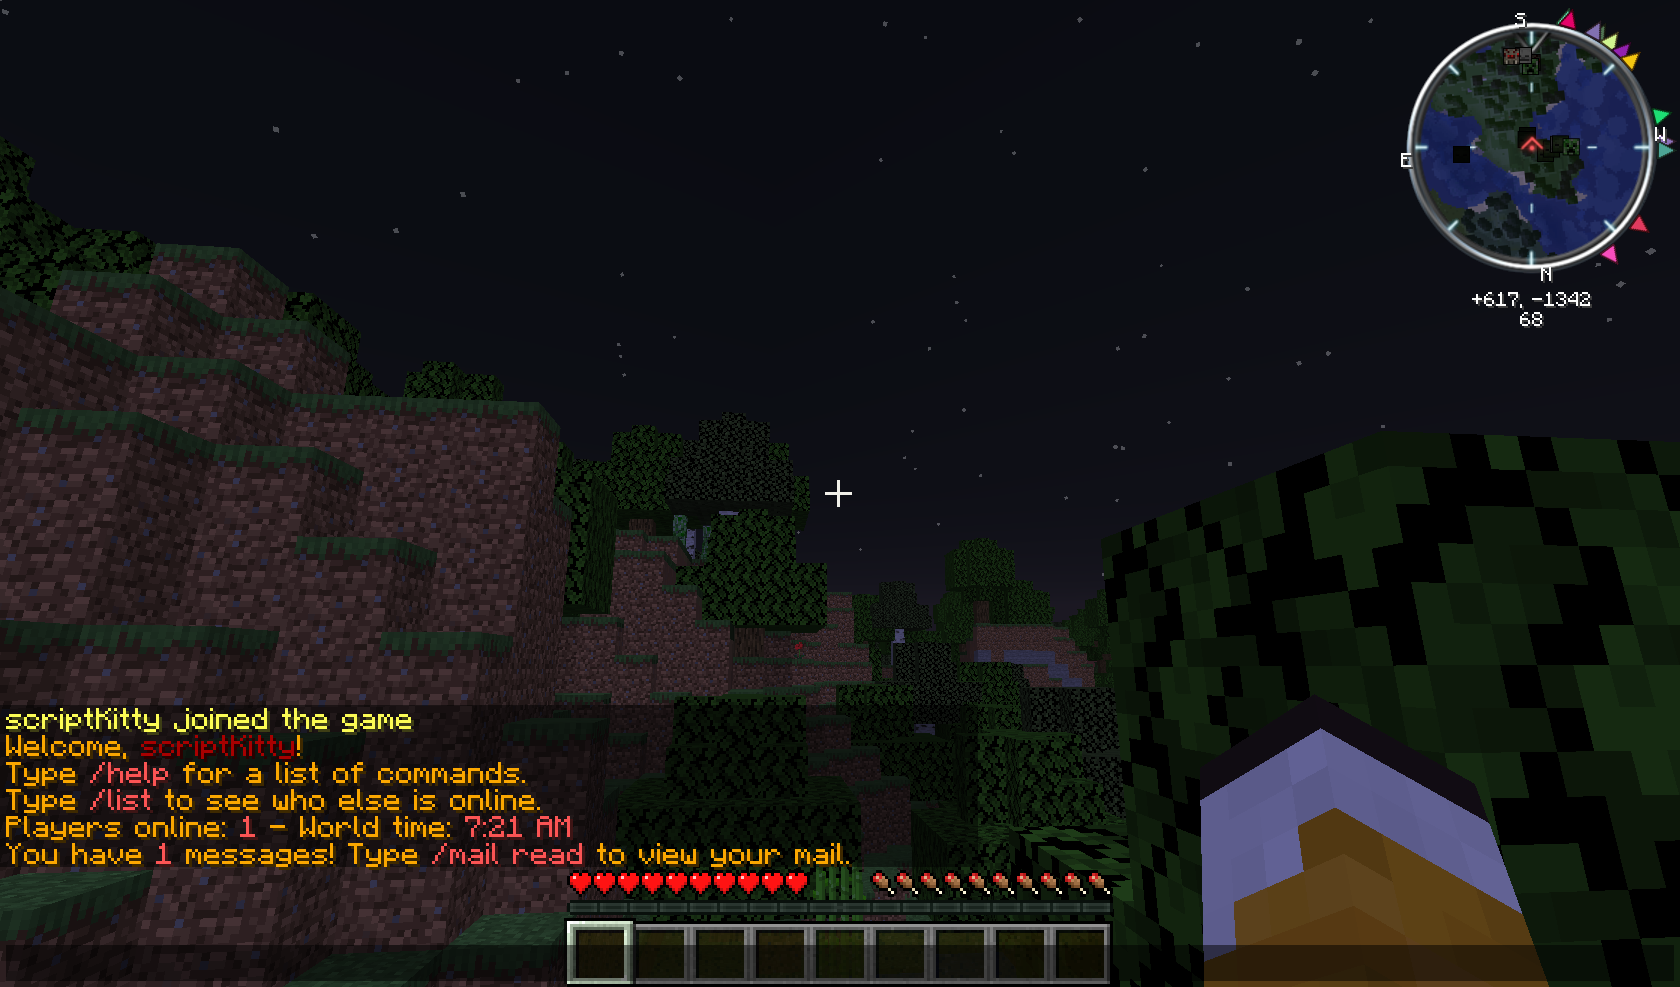 S
W
E
N
+617, -1342
68
scriptKitty joined the game
Welcome, scriptKitty!
Type /help for a list of commands.
Type /list to see who else is online.
Players online: 1 - World time: 7:21 AM
You have 1 messages! Type /mail read to view your mail.